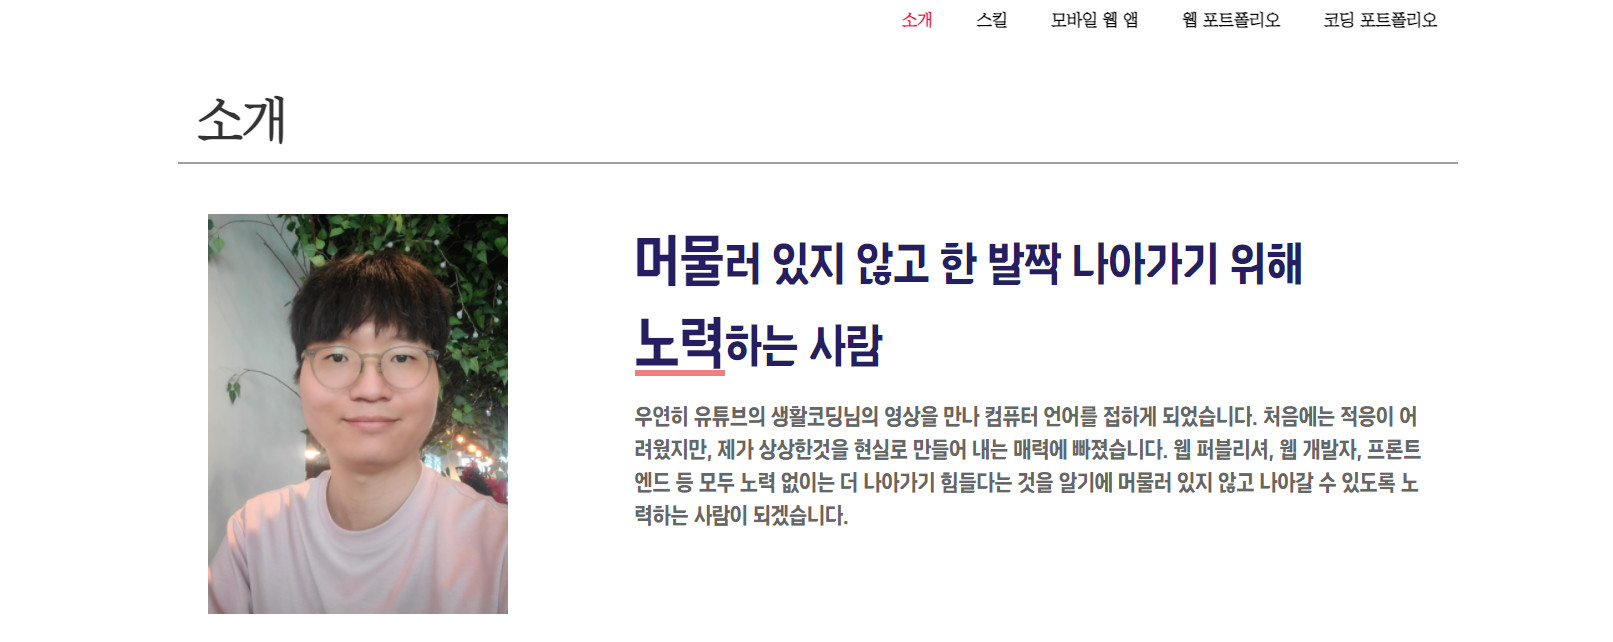 소개 스킬 모바일 웹 앱 웹 포트폴리오 코딩 포트폴리오
소개
머물러 있지 않고 한 발짝 나아가기 위해
노력하는 사람
우연히 유튜브의 생활코딩님의 영상을 만나 컴퓨터 언어를 접하게 되었습니다. 처음에는 적응이 어
려웠지만, 제가 상상한것을 현실로 만들어 내는 매력에 빠졌습니다. 웹 퍼블리셔, 웹 개발자, 프론트
엔드 등 모두 노력 없이는 더 나아가기 힘들다는 것을 알기에 머물러 있지 않고 나아갈 수 있도록 노
력하는 사람이 되겠습니다.